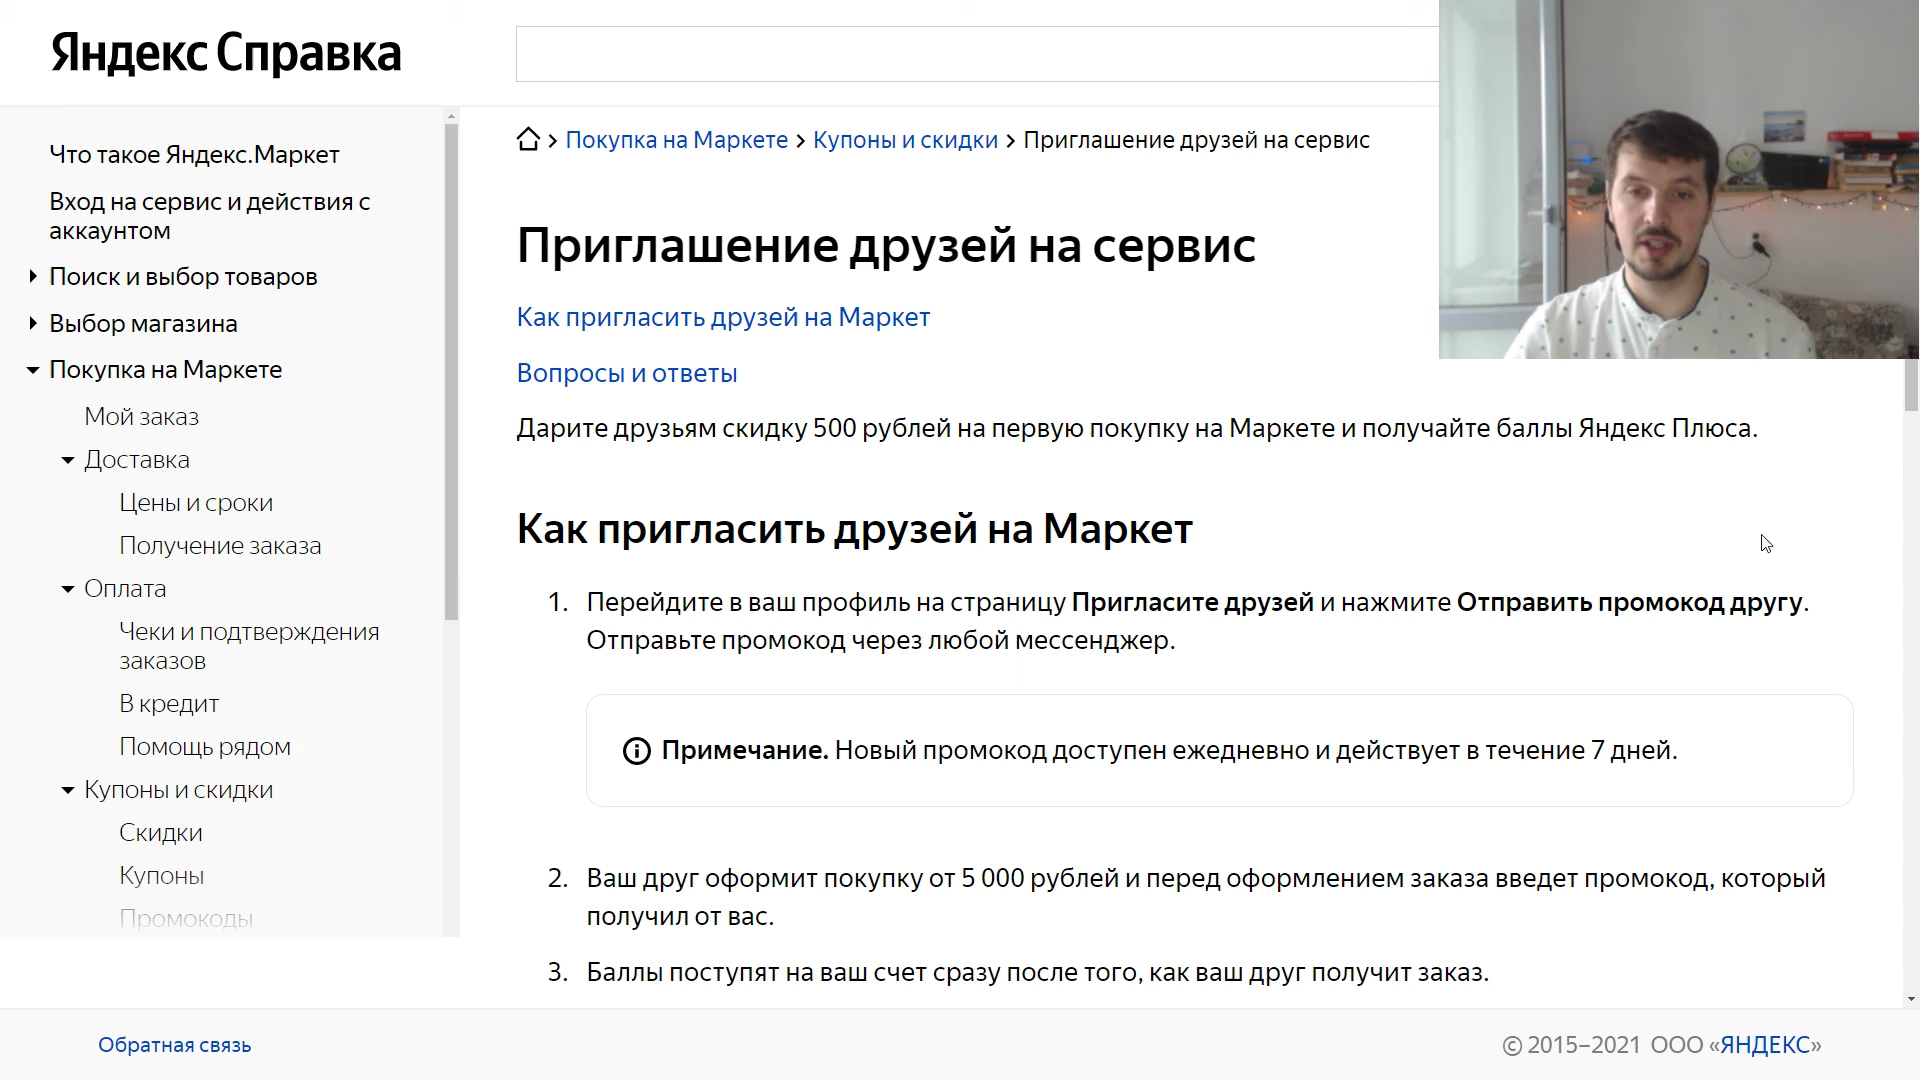 Яндекс Справка
Покупка на Маркете
Купоны и скидки
Приглашение друзей на сервис
Что такое Яндекс.Маркет
Вход на сервис и действия с
аккаунтом
Поиск и выбор товаров
Выбор магазина
Покупка на Маркете
Мой заказ
Доставка
Цены и сроки
Получение заказа
Оплата
Чеки и подтверждения
заказов
В кредит
Помощь рядом
Купоны и скидки
Скидки
Купоны
Промокоды
Приглашение друзей на сервис
Как пригласить друзей на Маркет
Вопросы и ответы
Дарите друзьям скидку 500 рублей на первую покупку на Маркете и получайте баллы Яндекс Плюса.
Как пригласить друзей на Маркет
1. Перейдите в ваш профиль на страницу Пригласите друзей и нажмите Отправить промокод другу.
Отправьте промокод через любой мессенджер.
Примечание. Новый промокод доступен ежедневно и действует в течение 7 дней.
2. Ваш друг оформит покупку от 5 000 рублей и перед оформлением заказа введет промокод, который
получил от вас.
3. Баллы поступят на ваш счет сразу после того, как ваш друг получит заказ.
Обратная связь
© 2015–2021 ООО «ЯНДЕКС»